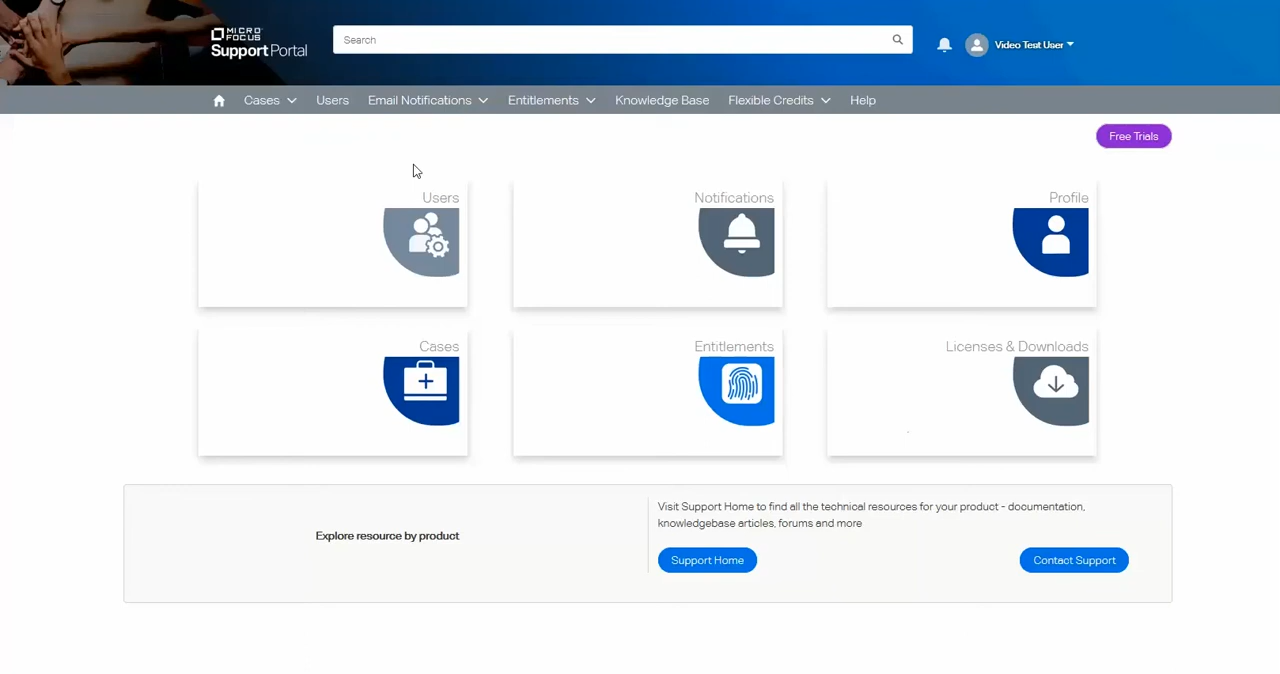 MICRO
FOCUS
Support Portal
Search
Video Test User
Cases
Users
Email Notifications
Entitlements
Knowledge Base
Flexible Credits
Help
Free Trials
Users
Notifications
Profile
Cases
Entitlements
Licenses & Downloads
Explore resource by product
Visit Support Home to find all the technical resources for your product - documentation,
knowledgebase articles, forums and more
Support Home
Contact Support